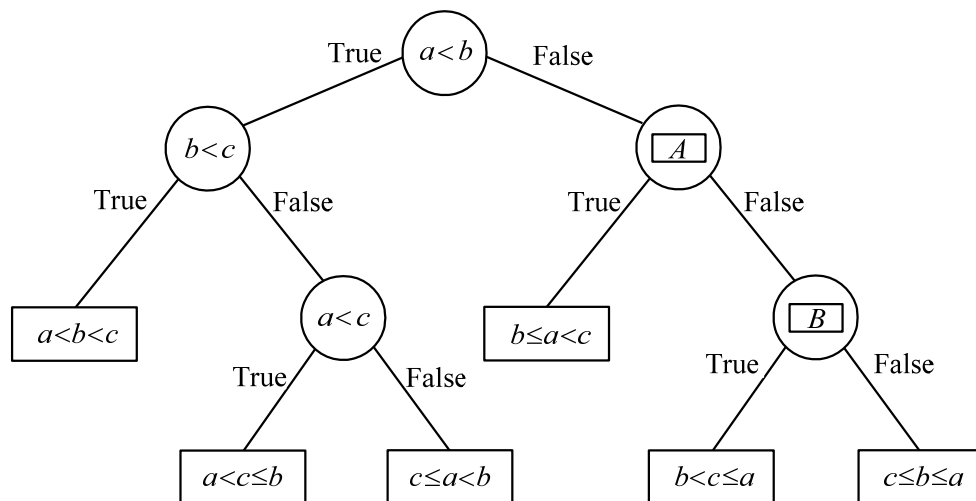 a<b
True
False
b<c
A
True
False
True
False
a<b<c
a<c
b≤a<c
B
True
False
True
False
a<c≤b
c≤a<b
b<c≤a
c≤b≤a